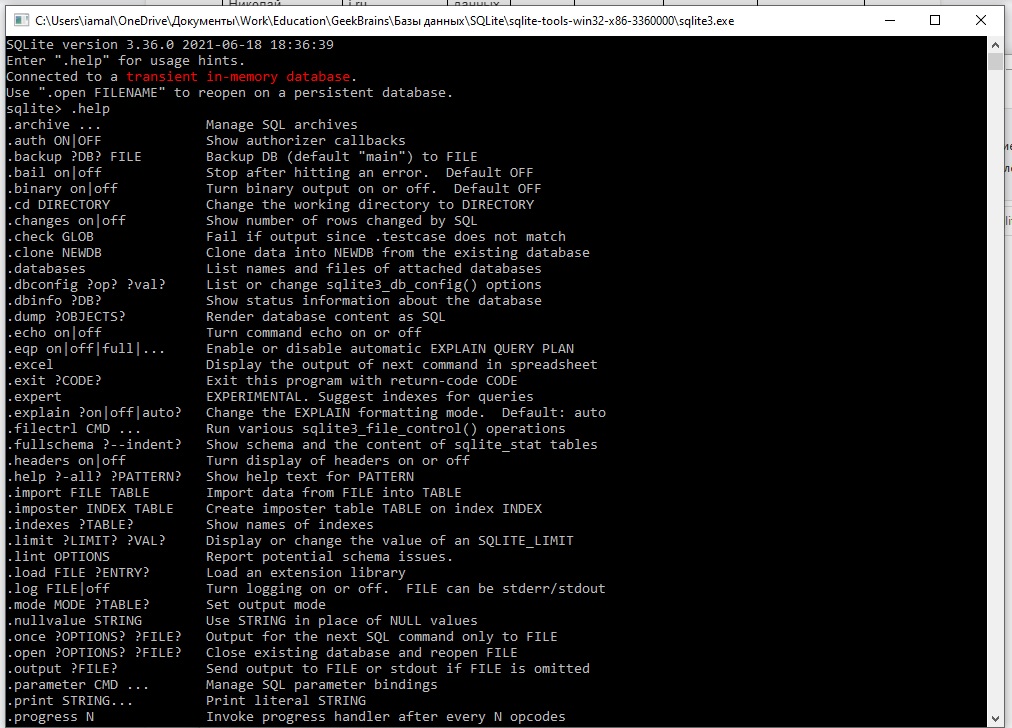 Николай
i.ru
данных
C:\Users\iamal\OneDrive\Документы\Work\Education\GeekBrains\Базы данных\SQLite\sqlite-tools-win32-x86-3360000\sqlite3.exe
SQLite version 3.36.0 2021-06-18 18:36:39
Enter ".help" for usage hints.
Connected to a transient in-memory database.
Use ".open FILENAME" to reopen on a persistent database.
sqlite> .help
.archive ...             Manage SQL archives
.auth ON|OFF             Show authorizer callbacks
.backup ?DB? FILE        Backup DB (default "main") to FILE
.bail on|off             Stop after hitting an error.  Default OFF
.binary on|off           Turn binary output on or off.  Default OFF
.cd DIRECTORY            Change the working directory to DIRECTORY
.changes on|off          Show number of rows changed by SQL
.check GLOB              Fail if output since .testcase does not match
.clone NEWDB             Clone data into NEWDB from the existing database
.databases               List names and files of attached databases
.dbconfig ?op? ?val?     List or change sqlite3_db_config() options
.dbinfo ?DB?             Show status information about the database
.dump ?OBJECTS?          Render database content as SQL
.echo on|off             Turn command echo on or off
.eqp on|off|full|...     Enable or disable automatic EXPLAIN QUERY PLAN
.excel                   Display the output of next command in spreadsheet
.exit ?CODE?             Exit this program with return-code CODE
.expert                  EXPERIMENTAL. Suggest indexes for queries
.explain ?on|off|auto?   Change the EXPLAIN formatting mode.  Default: auto
.filectrl CMD ...        Run various sqlite3_file_control() operations
.fullschema ?--indent?   Show schema and the content of sqlite_stat tables
.headers on|off          Turn display of headers on or off
.help ?-all? ?PATTERN?   Show help text for PATTERN
.import FILE TABLE       Import data from FILE into TABLE
.imposter INDEX TABLE    Create imposter table TABLE on index INDEX
.indexes ?TABLE?         Show names of indexes
.limit ?LIMIT? ?VAL?     Display or change the value of an SQLITE_LIMIT
.lint OPTIONS            Report potential schema issues.
.load FILE ?ENTRY?       Load an extension library
.log FILE|off            Turn logging on or off.  FILE can be stderr/stdout
.mode MODE ?TABLE?       Set output mode
.nullvalue STRING        Use STRING in place of NULL values
.once ?OPTIONS? ?FILE?   Output for the next SQL command only to FILE
.open ?OPTIONS? ?FILE?   Close existing database and reopen FILE
.output ?FILE?           Send output to FILE or stdout if FILE is omitted
.parameter CMD ...       Manage SQL parameter bindings
.print STRING...         Print literal STRING
.progress N              Invoke progress handler after every N opcodes